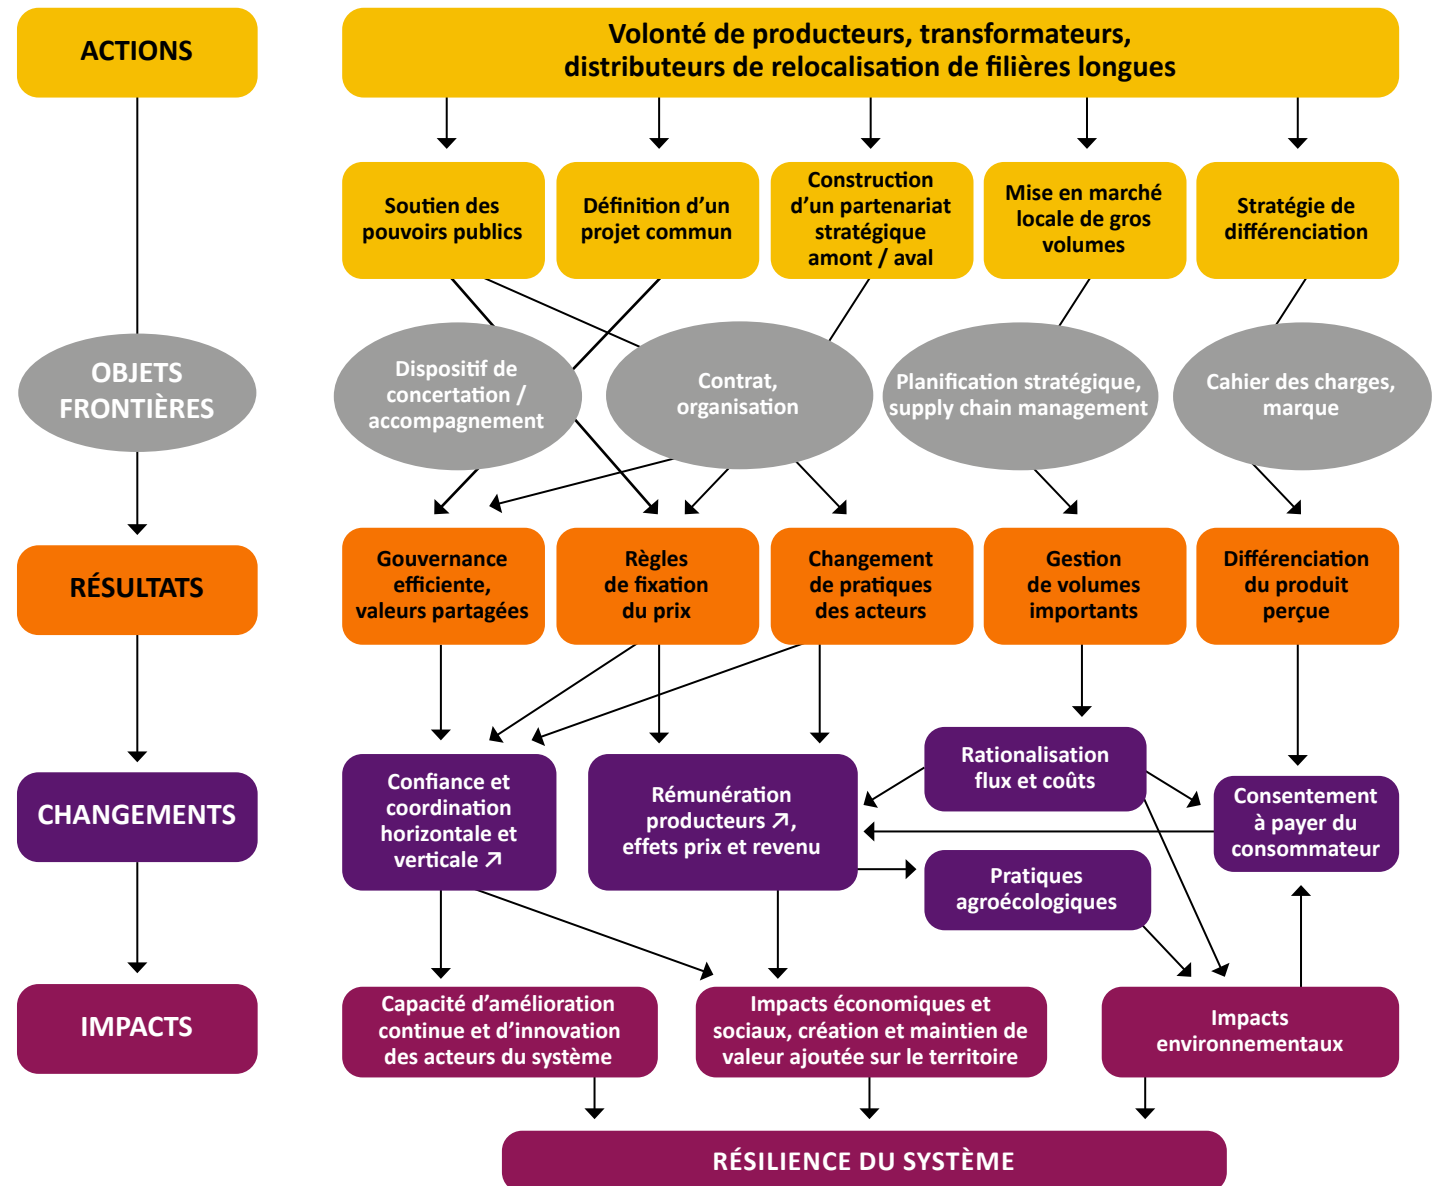 ACTIONS
Volonté de producteurs, transformateurs,
distributeurs de relocalisation de filières longues
Soutien des
pouvoirs publics
Définition d'un
projet commun
Construction
d'un partenariat
stratégique
amont / aval
Mise en marché
locale de gros
volumes
Stratégie de
différenciation
OBJETS
FRONTIÈRES
Dispositif de
concertation /
accompagnement
Contrat,
organisation
Planification stratégique,
supply chain management
Cahier des charges,
marque
RÉSULTATS
Gouvernance
efficiente,
valeurs partagées
Règles
de fixation
du prix
Changement
de pratiques
des acteurs
Gestion
de volumes
importants
Différenciation
du produit
perçue
CHANGEMENTS
Confiance et
coordination
horizontale et
verticale ↗
Rémunération
producteurs ↗,
effets prix et revenu
Rationalisation
flux et coûts
Consentement
à payer du
consommateur
Pratiques
agroécologiques
IMPACTS
Capacité d'amélioration
continue et d'innovation
des acteurs du système
Impacts économiques et
sociaux, création et maintien de
valeur ajoutée sur le territoire
Impacts
environnementaux
RÉSILIENCE DU SYSTÈME